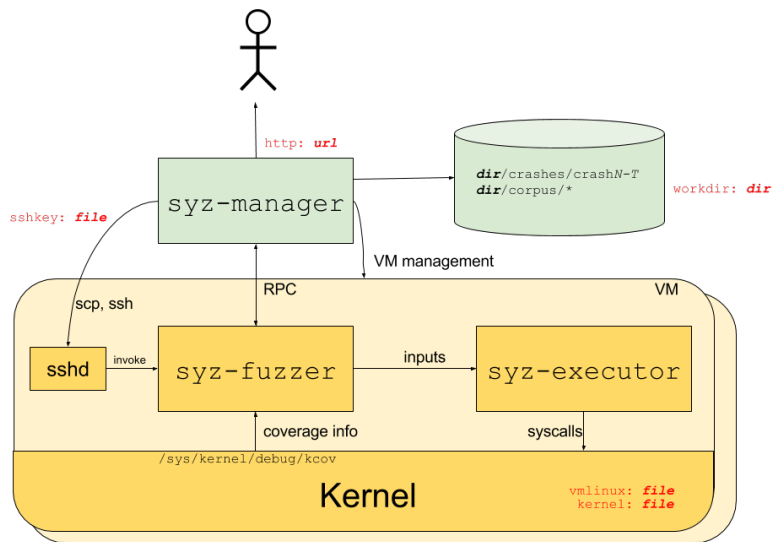 http: url
dir/crashes/crashN-T
dir/corpus/*
workdir: dir
syz-manager
sshkey: file
VM management
RPC
VM
scp, ssh
sshd
invoke
syz-fuzzer
inputs
syz-executor
coverage info
syscalls
/sys/kernel/debug/kcov
Kernel
vmlinux: file
kernel: file